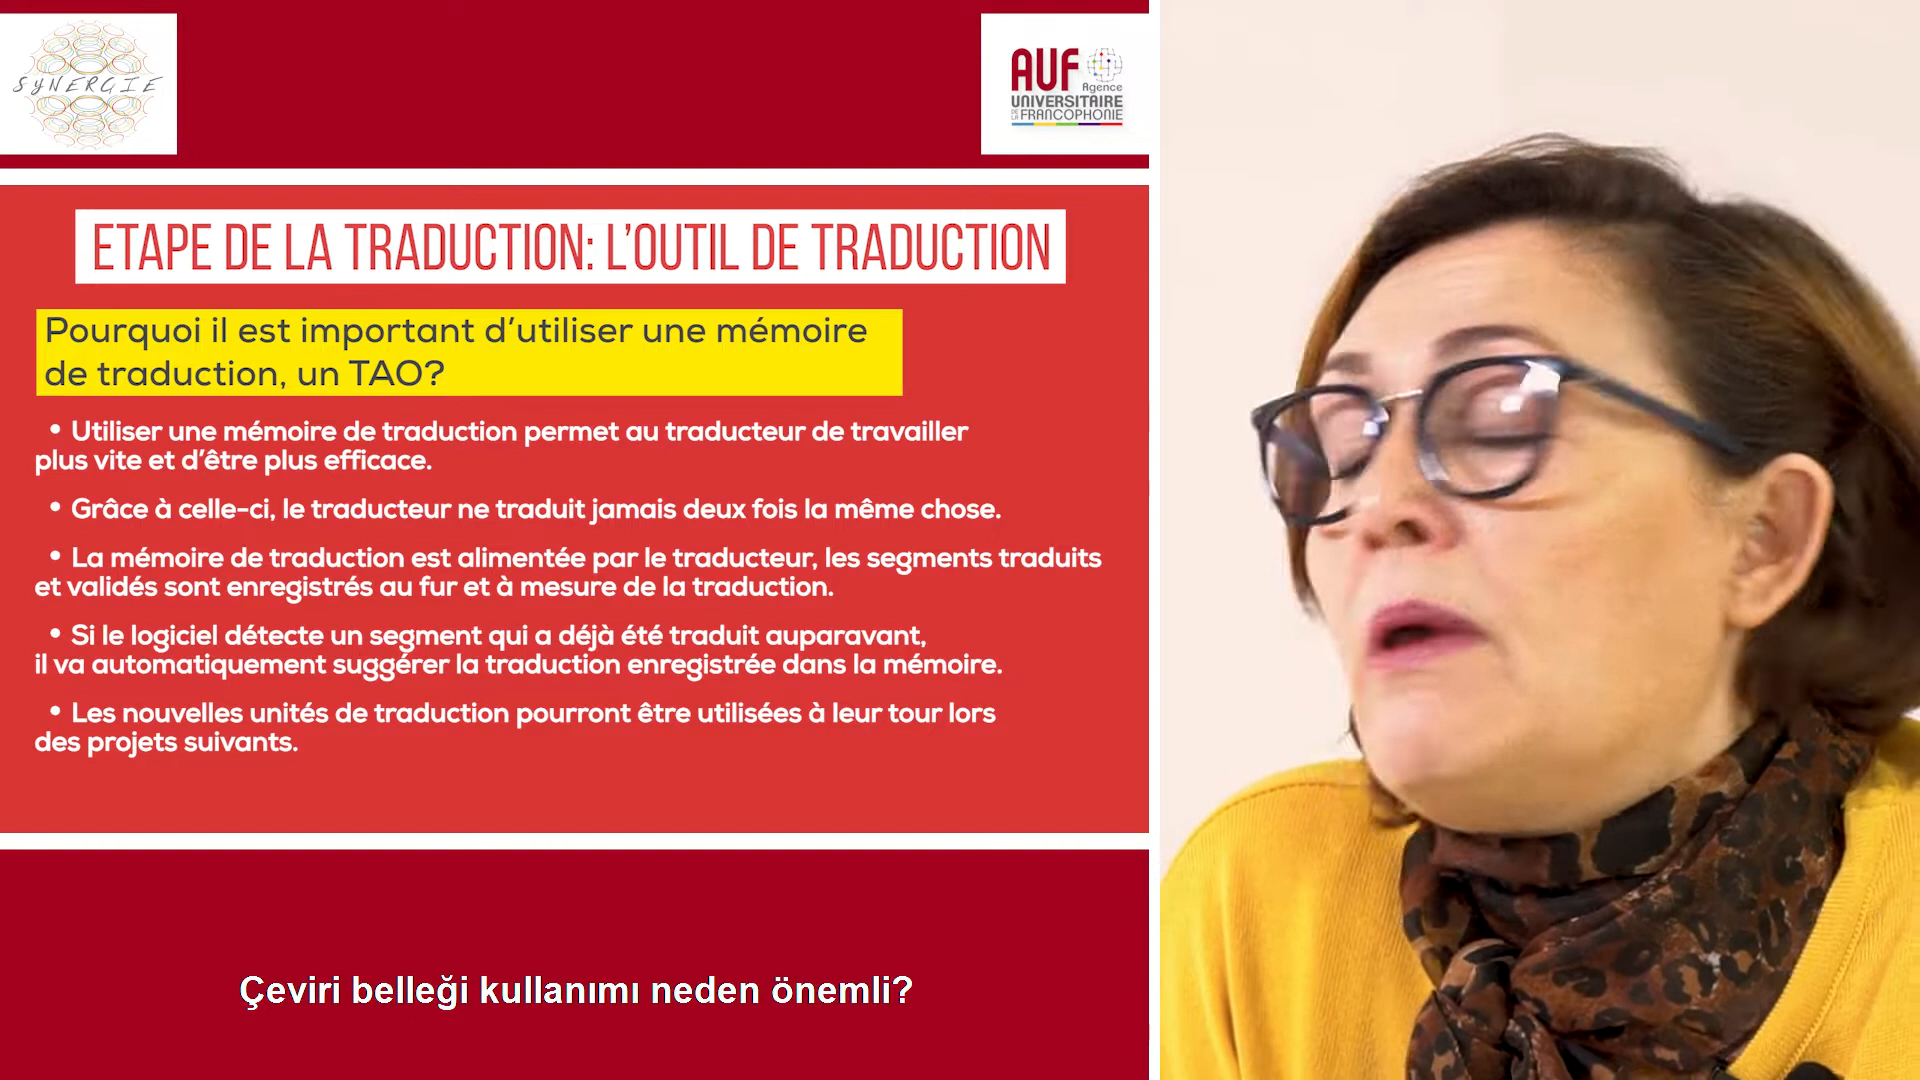 SYNERGIE
AUF
Agence
UNIVERSITAIRE
DE LA FRANCOPHONIE
ETAPE DE LA TRADUCTION: L’OUTIL DE TRADUCTION
Pourquoi il est important d’utiliser une mémoire
de traduction, un TAO?
• Utiliser une mémoire de traduction permet au traducteur de travailler
plus vite et d’être plus efficace.
• Grâce à celle-ci, le traducteur ne traduit jamais deux fois la même chose.
• La mémoire de traduction est alimentée par le traducteur, les segments traduits
et validés sont enregistrés au fur et à mesure de la traduction.
• Si le logiciel détecte un segment qui a déjà été traduit auparavant,
il va automatiquement suggérer la traduction enregistrée dans la mémoire.
• Les nouvelles unités de traduction pourront être utilisées à leur tour lors
des projets suivants.
Çeviri belleği kullanımı neden önemli?